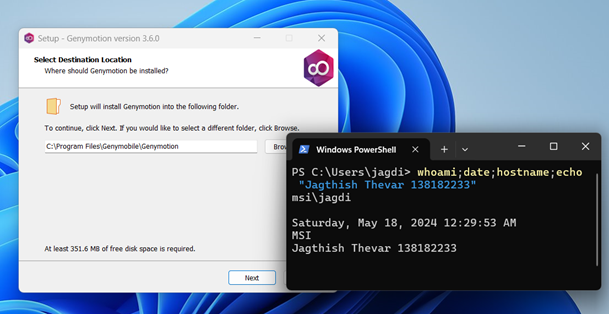 Setup - Genymotion version 3.6.0
Select Destination Location
Where should Genymotion be installed?
Setup will install Genymotion into the following folder.
To continue, click Next. If you would like to select a different folder, click Browse.
C:\Program Files\Genymobile\Genymotion
At least 351.6 MB of free disk space is required.
Next
Windows PowerShell
PS C:\Users\jagdi> whoami;date;hostname;echo
"Jagthish Thevar 138182233"
msi\jagdi
Saturday, May 18, 2024 12:29:53 AM
MSI
Jagthish Thevar 138182233